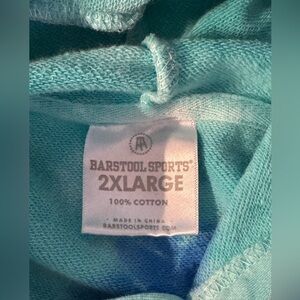 BARSTOOL SPORTS®
2XLARGE
100% COTTON
• MADE IN CHINA •
BARSTOOLSPORTS.COM